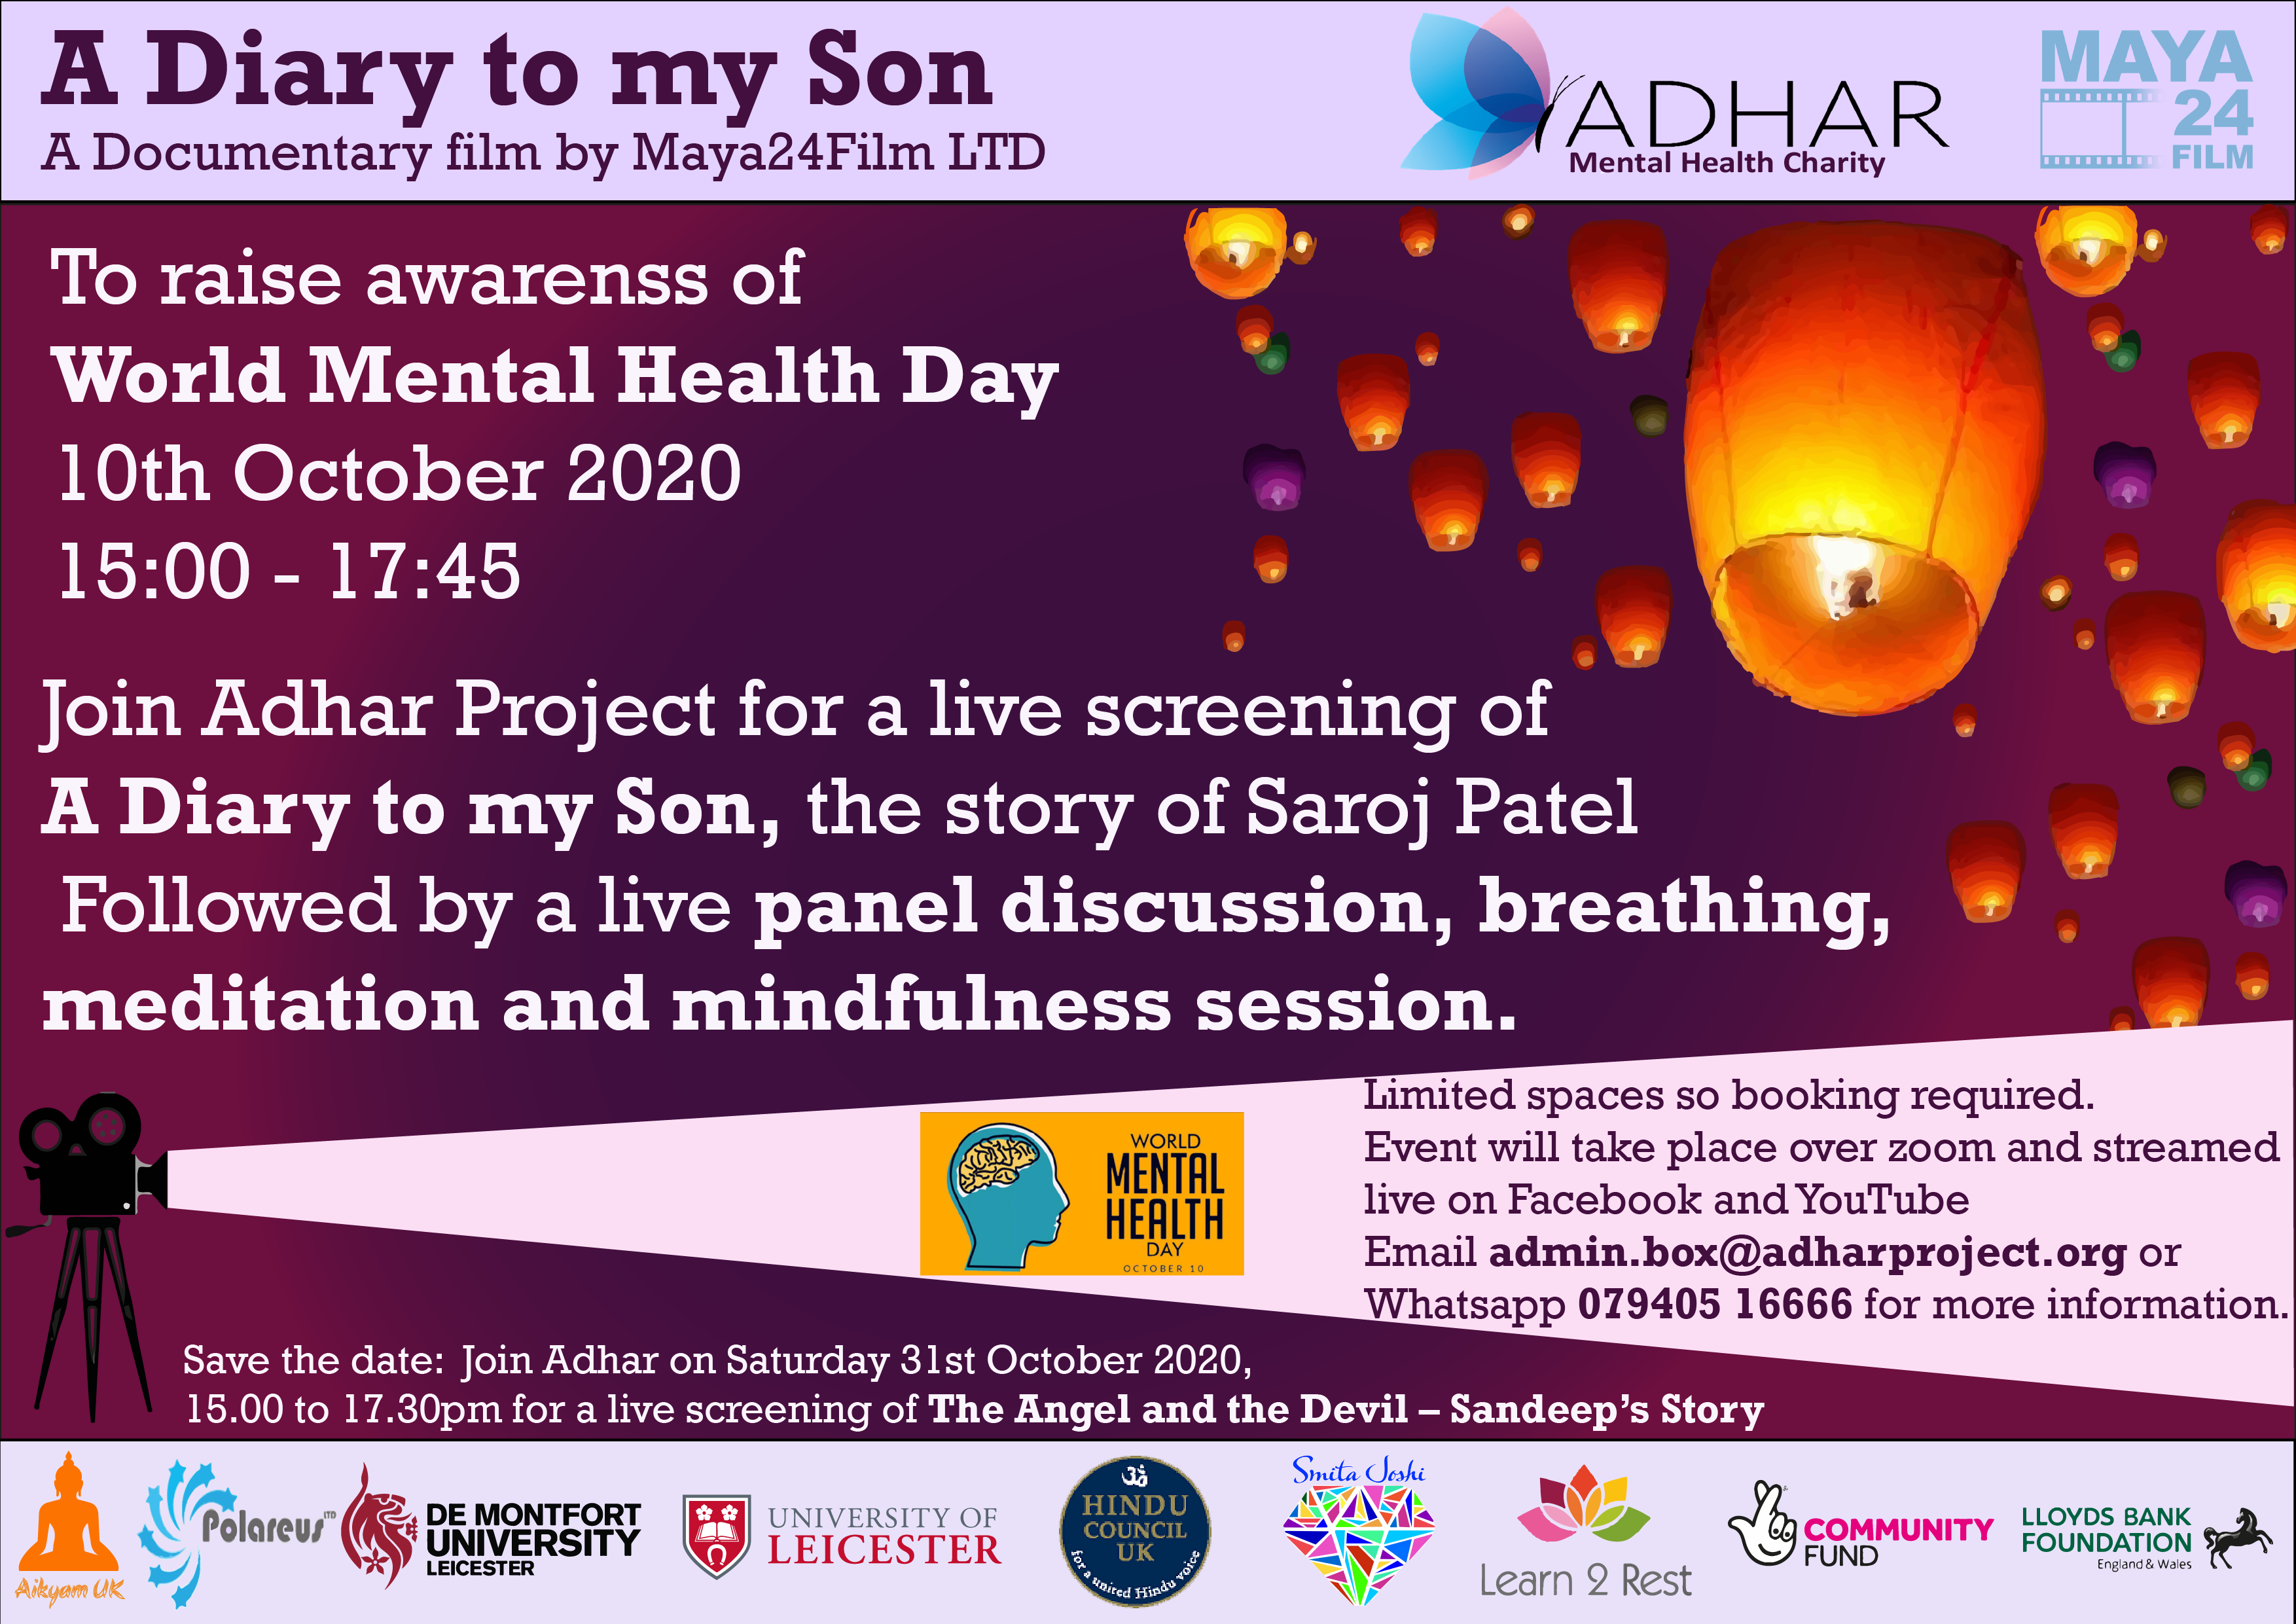 A Diary to my Son
A Documentary film by Maya24Film LTD
ADHAR
Mental Health Charity
MAYA
24
FILM
To raise awarenss of
World Mental Health Day
10th October 2020
15:00 - 17:45
Join Adhar Project for a live screening of
A Diary to my Son, the story of Saroj Patel
Followed by a live panel discussion, breathing,
meditation and mindfulness session.
Limited spaces so booking required.
Event will take place over zoom and streamed
live on Facebook and YouTube
Email admin.box@adharproject.org or
Whatsapp 079405 16666 for more information.
WORLD
MENTAL
HEALTH
DAY
OCTOBER 10
Save the date: Join Adhar on Saturday 31st October 2020,
15.00 to 17.30pm for a live screening of The Angel and the Devil – Sandeep's Story
Aikyam UK
Polareus LTD
DE MONTFORT
UNIVERSITY
LEICESTER
UNIVERSITY OF
LEICESTER
ॐ
HINDU
COUNCIL
UK
for a united Hindu voice
Smita Joshi
Learn 2 Rest
COMMUNITY
FUND
LLOYDS BANK
FOUNDATION
England & Wales